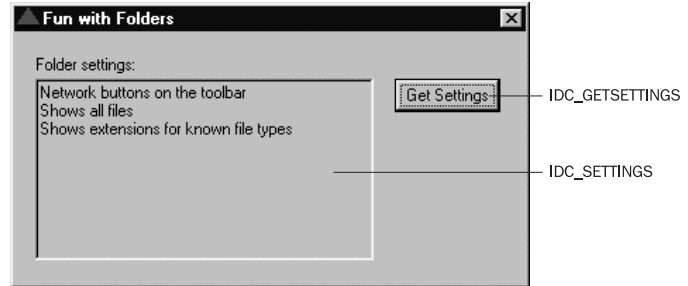 Fun with Folders
Folder settings:
Network buttons on the toolbar
Shows all files
Shows extensions for known file types
Get Settings
IDC_GETSETTINGS
IDC_SETTINGS